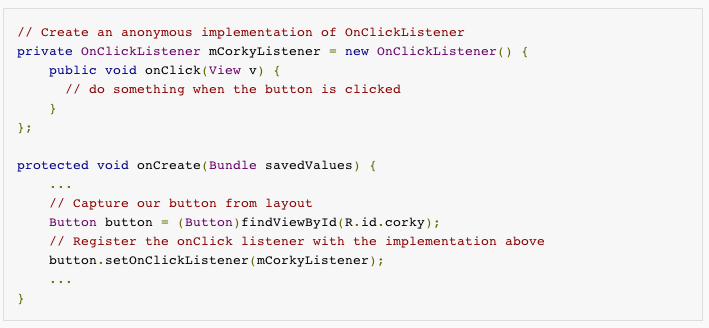 // Create an anonymous implementation of OnClickListener
private OnClickListener mCorkyListener = new OnClickListener() {
    public void onClick(View v) {
      // do something when the button is clicked
    }
};

protected void onCreate(Bundle savedValues) {
    ...
    // Capture our button from layout
    Button button = (Button)findViewById(R.id.corky);
    // Register the onClick listener with the implementation above
    button.setOnClickListener(mCorkyListener);
    ...
}